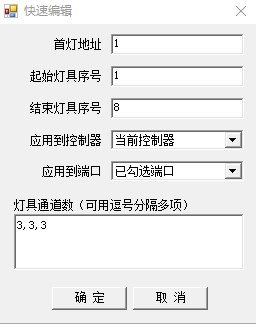 快速编辑
首灯地址 1
起始灯具序号 1
结束灯具序号 8
应用到控制器 当前控制器
应用到端口 已勾选端口
灯具通道数（可用逗号分隔多项）
3,3,3
确 定 取 消